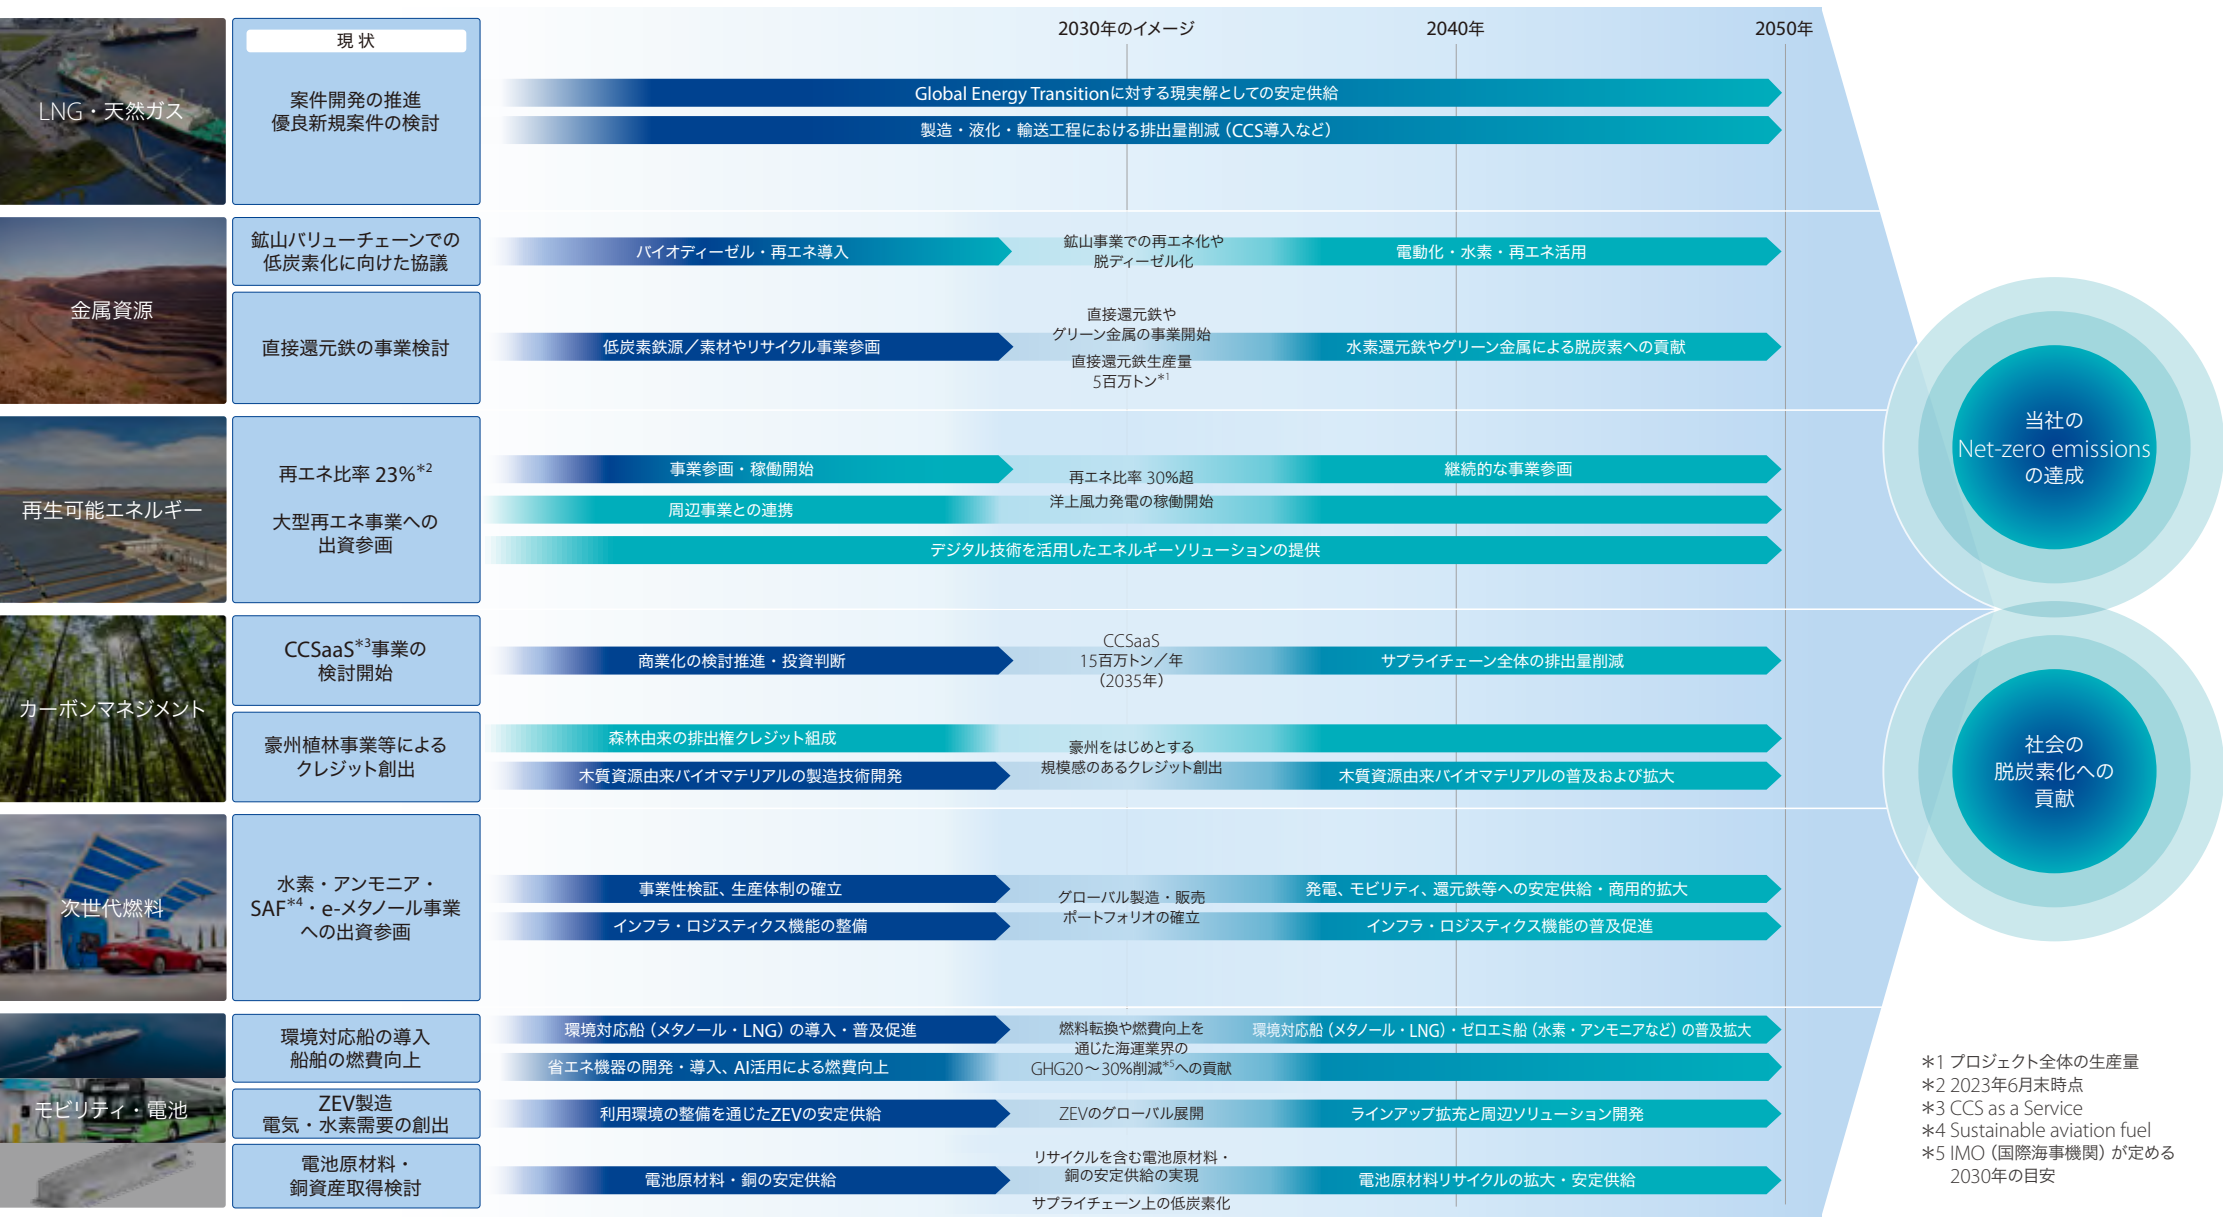 2030年のイメージ
2040年
2050年
現 状
LNG・天然ガス
案件開発の推進
優良新規案件の検討
Global Energy Transitionに対する現実解としての安定供給
製造・液化・輸送工程における排出量削減（CCS導入など）
金属資源
鉱山バリューチェーンでの
低炭素化に向けた協議
バイオディーゼル・再エネ導入
鉱山事業での再エネ化や
脱ディーゼル化
電動化・水素・再エネ活用
直接還元鉄の事業検討
低炭素鉄源／素材やリサイクル事業参画
直接還元鉄や
グリーン金属の事業開始
直接還元鉄生産量
5百万トン*1
水素還元鉄やグリーン金属による脱炭素への貢献
再生可能エネルギー
再エネ比率 23%*2
大型再エネ事業への
出資参画
事業参画・稼働開始
周辺事業との連携
再エネ比率 30%超
洋上風力発電の稼働開始
継続的な事業参画
デジタル技術を活用したエネルギーソリューションの提供
カーボンマネジメント
CCSaaS*3事業の
検討開始
商業化の検討推進・投資判断
CCSaaS
15百万トン／年
（2035年）
サプライチェーン全体の排出量削減
豪州植林事業等による
クレジット創出
森林由来の排出権クレジット組成
木質資源由来バイオマテリアルの製造技術開発
豪州をはじめとする
規模感のあるクレジット創出
木質資源由来バイオマテリアルの普及および拡大
次世代燃料
水素・アンモニア・
SAF*4・e-メタノール事業
への出資参画
事業性検証、生産体制の確立
インフラ・ロジスティクス機能の整備
グローバル製造・販売
ポートフォリオの確立
発電、モビリティ、還元鉄等への安定供給・商用的拡大
インフラ・ロジスティクス機能の普及促進
モビリティ・電池
環境対応船の導入
船舶の燃費向上
環境対応船（メタノール・LNG）の導入・普及促進
省エネ機器の開発・導入、AI活用による燃費向上
燃料転換や燃費向上を
通じた海運業界の
GHG20～30%削減*5への貢献
環境対応船（メタノール・LNG）・ゼロエミ船（水素・アンモニアなど）の普及拡大
ZEV製造
電気・水素需要の創出
利用環境の整備を通じたZEVの安定供給
ZEVのグローバル展開
ラインアップ拡充と周辺ソリューション開発
電池原材料・
銅資産取得検討
電池原材料・銅の安定供給
リサイクルを含む電池原材料・
銅の安定供給の実現
サプライチェーン上の低炭素化
電池原材料リサイクルの拡大・安定供給
当社の
Net-zero emissions
の達成
社会の
脱炭素化への
貢献
*1 プロジェクト全体の生産量
*2 2023年6月末時点
*3 CCS as a Service
*4 Sustainable aviation fuel
*5 IMO（国際海事機関）が定める
2030年の目安